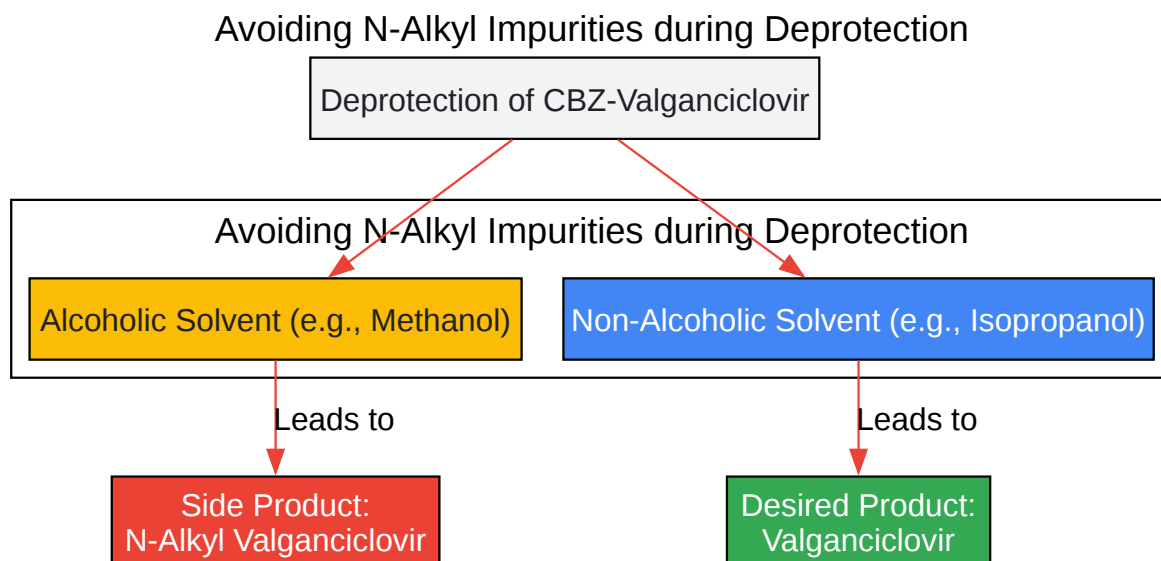 Avoiding N-Alkyl Impurities during Deprotection
Deprotection of CBZ-Valganciclovir
Avoiding N-Alkyl Impurities during Deprotection
Alcoholic Solvent (e.g., Methanol)
Non-Alcoholic Solvent (e.g., Isopropanol)
Leads to
Leads to
Side Product:
N-Alkyl Valganciclovir
Desired Product:
Valganciclovir